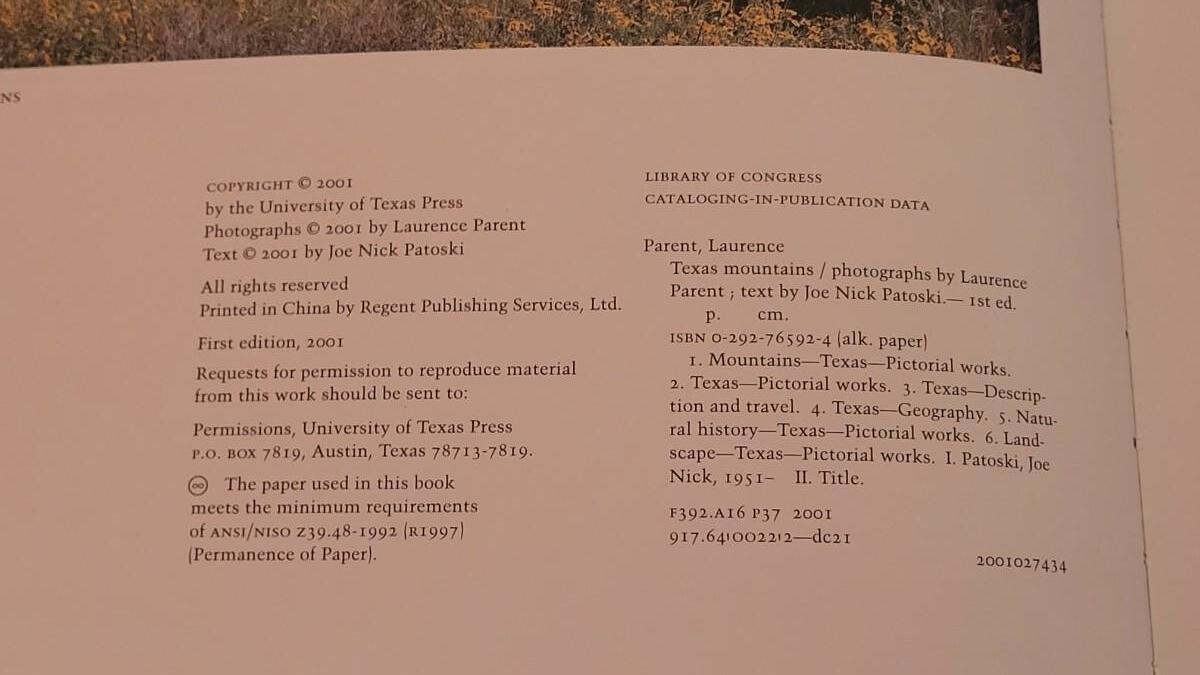 NS
COPYRIGHT © 2001
by the University of Texas Press
Photographs © 2001 by Laurence Parent
Text © 2001 by Joe Nick Patoski
All rights reserved
Printed in China by Regent Publishing Services, Ltd.
First edition, 2001
Requests for permission to reproduce material
from this work should be sent to:
Permissions, University of Texas Press
P.O. BOX 7819, Austin, Texas 78713-7819.
♾ The paper used in this book
meets the minimum requirements
of ANSI/NISO Z39.48-1992 (R1997)
(Permanence of Paper).
LIBRARY OF CONGRESS
CATALOGING-IN-PUBLICATION DATA
Parent, Laurence
Texas mountains / photographs by Laurence
Parent ; text by Joe Nick Patoski.— 1st ed.
p. cm.
ISBN 0-292-76592-4 (alk. paper)
1. Mountains—Texas—Pictorial works.
2. Texas—Pictorial works. 3. Texas—Descrip-
tion and travel. 4. Texas—Geography. 5. Natu-
ral history—Texas—Pictorial works. 6. Land-
scape—Texas—Pictorial works. I. Patoski, Joe
Nick, 1951– II. Title.
F392.A16 P37 2001
917.64'002212—dc21
2001027434